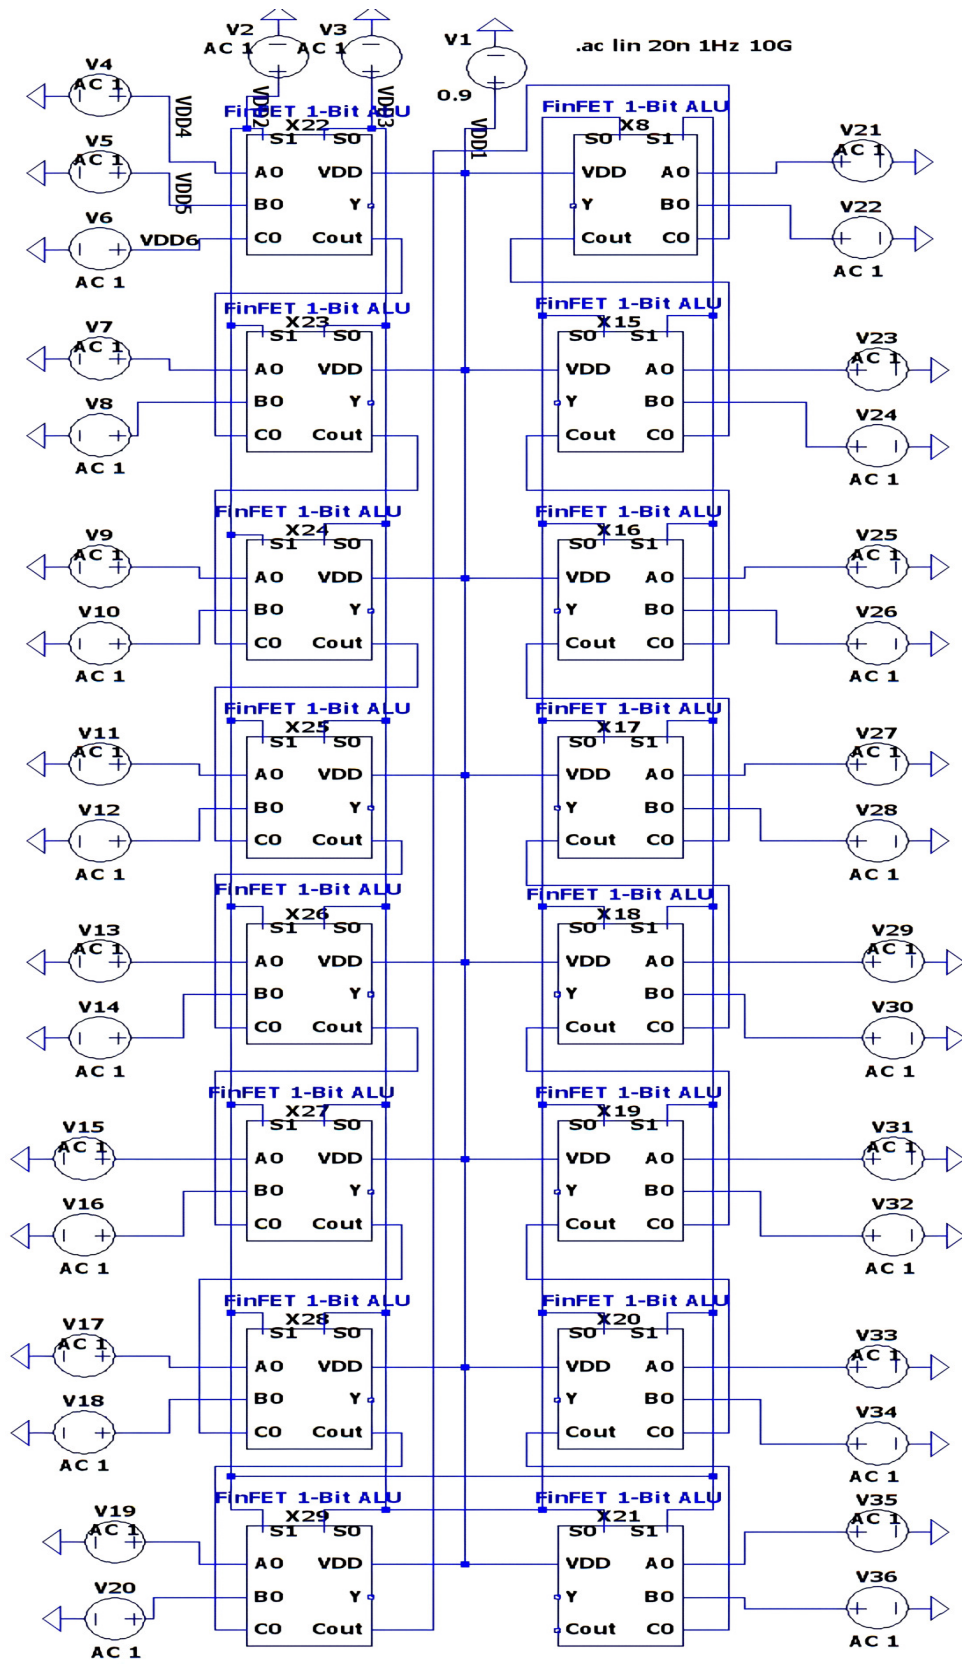 V2
AC 1
V3
AC 1
V1
0.9
.ac lin 20n 1Hz 10G
V4
AC 1
VDD4
VDD2
VDD3
VDD1
FinFET 1-Bit ALU
X22
S1 S0
A0 VDD
B0 Y
C0 Cout
FinFET 1-Bit ALU
X8
S0 S1
VDD A0
Y B0
Cout C0
V5
AC 1
VDD5
V6
VDD6
AC 1
V21
AC 1
V22
AC 1
FinFET 1-Bit ALU
X23
S1 S0
A0 VDD
B0 Y
C0 Cout
FinFET 1-Bit ALU
X15
S0 S1
VDD A0
Y B0
Cout C0
V7
AC 1
V8
AC 1
V23
AC 1
V24
AC 1
FinFET 1-Bit ALU
X24
S1 S0
A0 VDD
B0 Y
C0 Cout
FinFET 1-Bit ALU
X16
S0 S1
VDD A0
Y B0
Cout C0
V9
AC 1
V10
AC 1
V25
AC 1
V26
AC 1
FinFET 1-Bit ALU
X25
S1 S0
A0 VDD
B0 Y
C0 Cout
FinFET 1-Bit ALU
X17
S0 S1
VDD A0
Y B0
Cout C0
V11
AC 1
V12
AC 1
V27
AC 1
V28
AC 1
FinFET 1-Bit ALU
X26
S1 S0
A0 VDD
B0 Y
C0 Cout
FinFET 1-Bit ALU
X18
S0 S1
VDD A0
Y B0
Cout C0
V13
AC 1
V14
AC 1
V29
AC 1
V30
AC 1
FinFET 1-Bit ALU
X27
S1 S0
A0 VDD
B0 Y
C0 Cout
FinFET 1-Bit ALU
X19
S0 S1
VDD A0
Y B0
Cout C0
V15
AC 1
V16
AC 1
V31
AC 1
V32
AC 1
FinFET 1-Bit ALU
X28
S1 S0
A0 VDD
B0 Y
C0 Cout
FinFET 1-Bit ALU
X20
S0 S1
VDD A0
Y B0
Cout C0
V17
AC 1
V18
AC 1
V33
AC 1
V34
AC 1
FinFET 1-Bit ALU
X29
S1 S0
A0 VDD
B0 Y
C0 Cout
FinFET 1-Bit ALU
X21
S0 S1
VDD A0
Y B0
Cout C0
V19
AC 1
V20
AC 1
V35
AC 1
V36
AC 1